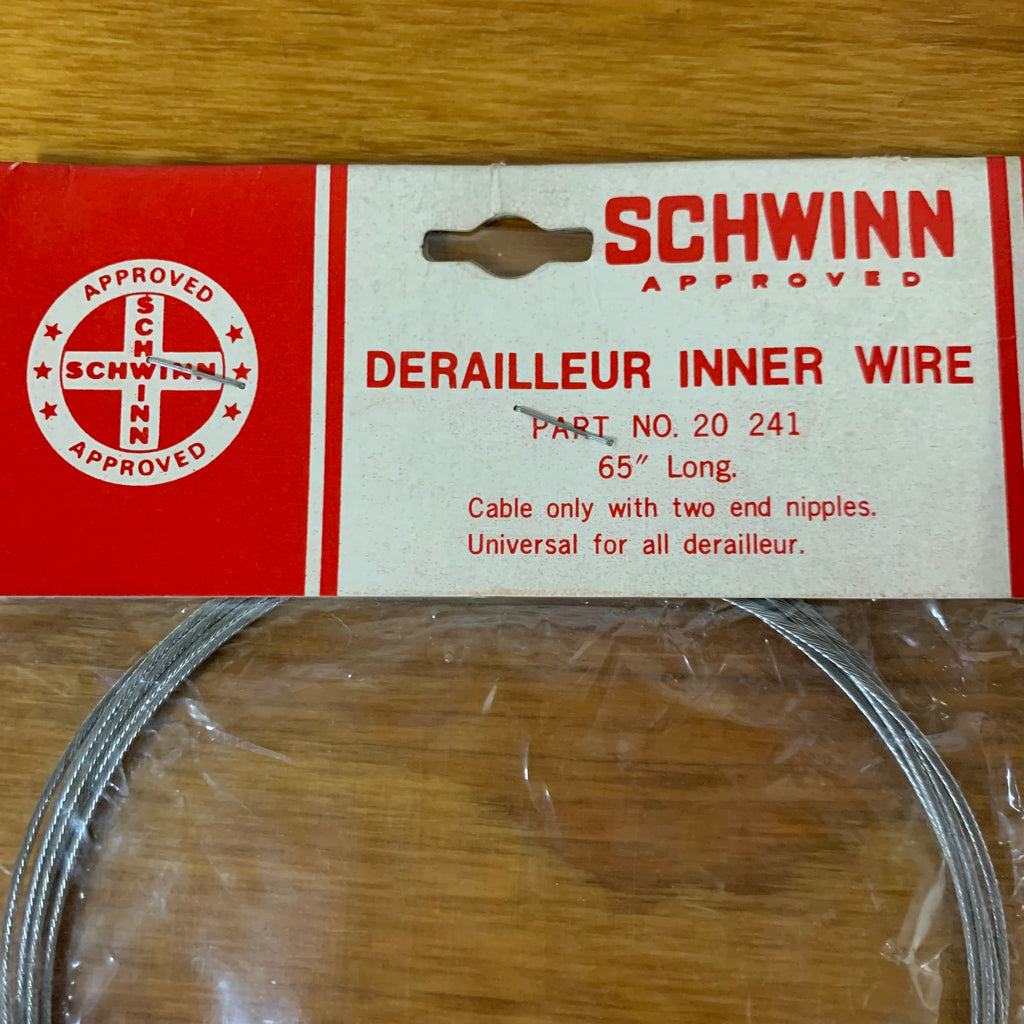 APPROVED
SCHWINN
SCHWINN
APPROVED
SCHWINN
APPROVED
DERAILLEUR INNER WIRE
PART NO. 20 241
65″ Long.
Cable only with two end nipples.
Universal for all derailleur.